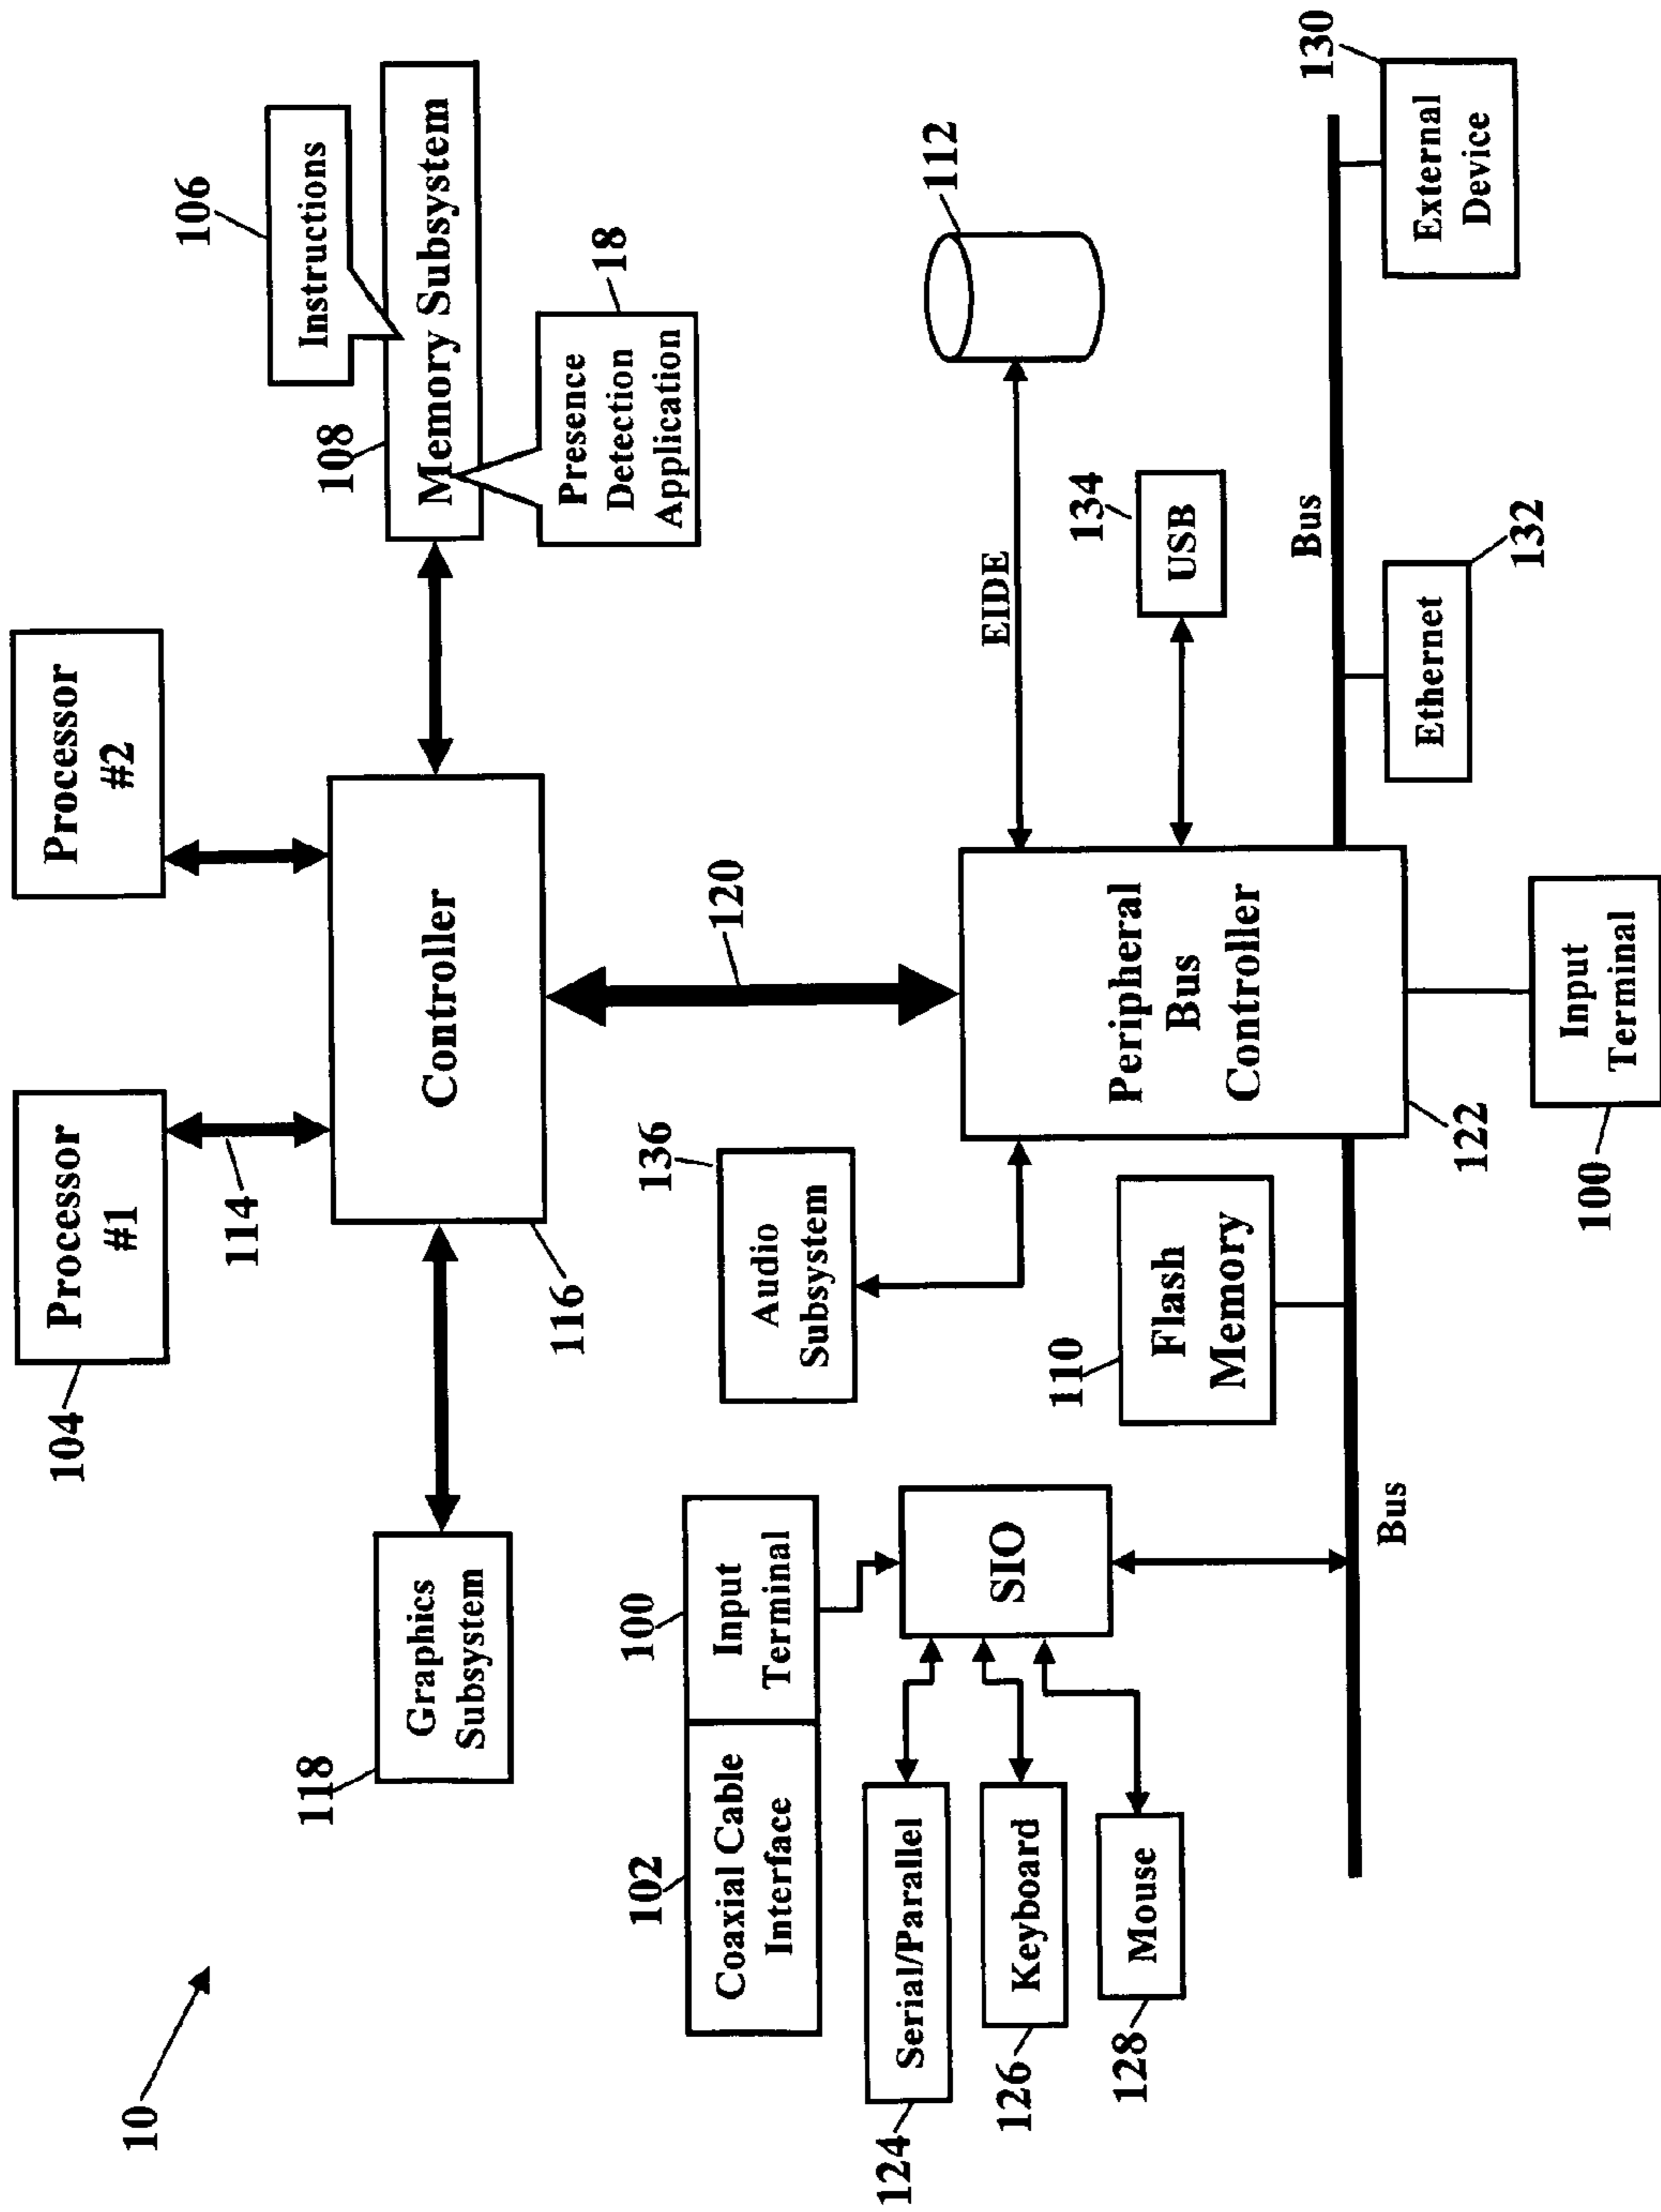 10
104
Processor
#1
114
Processor
#2
106
Instructions
108
Memory Subsystem
18
Presence
Detection
Application
118
Graphics
Subsystem
116
Controller
120
112
EIDE
134
USB
136
Audio
Subsystem
Peripheral
Bus
Controller
122
102
Coaxial Cable
Interface
100
Input
Terminal
SIO
110
Flash
Memory
124
Serial/Parallel
126
Keyboard
128
Mouse
Bus
Bus
Ethernet
132
130
External
Device
100
Input
Terminal